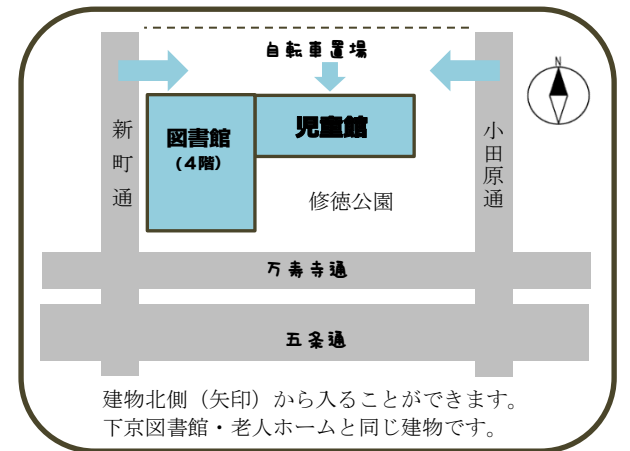 自転車置場
N
新町通
図書館
(4階)
児童館
小田原通
修徳公園
万寿寺通
五条通
建物北側（矢印）から入ることができます。
下京図書館・老人ホームと同じ建物です。